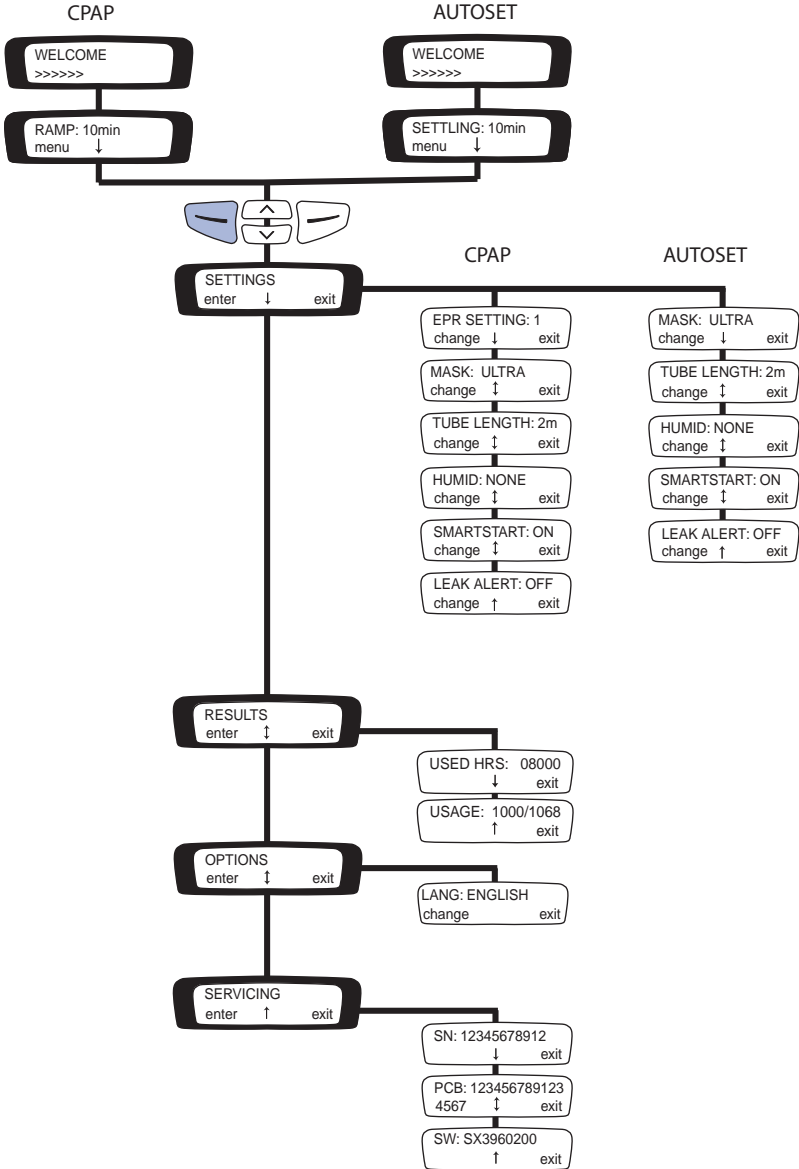 CPAP
AUTOSET
WELCOME
>>>>>>
WELCOME
>>>>>>
RAMP: 10min
menu ↓
SETTLING: 10min
menu ↓
SETTINGS
enter ↓ exit
CPAP
EPR SETTING: 1
change ↓ exit
MASK: ULTRA
change ↕ exit
TUBE LENGTH: 2m
change ↕ exit
HUMID: NONE
change ↕ exit
SMARTSTART: ON
change ↕ exit
LEAK ALERT: OFF
change ↑ exit
AUTOSET
MASK: ULTRA
change ↓ exit
TUBE LENGTH: 2m
change ↕ exit
HUMID: NONE
change ↕ exit
SMARTSTART: ON
change ↕ exit
LEAK ALERT: OFF
change ↑ exit
RESULTS
enter ↕ exit
USED HRS: 08000
↓ exit
USAGE: 1000/1068
↑ exit
OPTIONS
enter ↕ exit
LANG: ENGLISH
change exit
SERVICING
enter ↑ exit
SN: 12345678912
↓ exit
PCB: 123456789123
4567 ↕ exit
SW: SX3960200
↑ exit